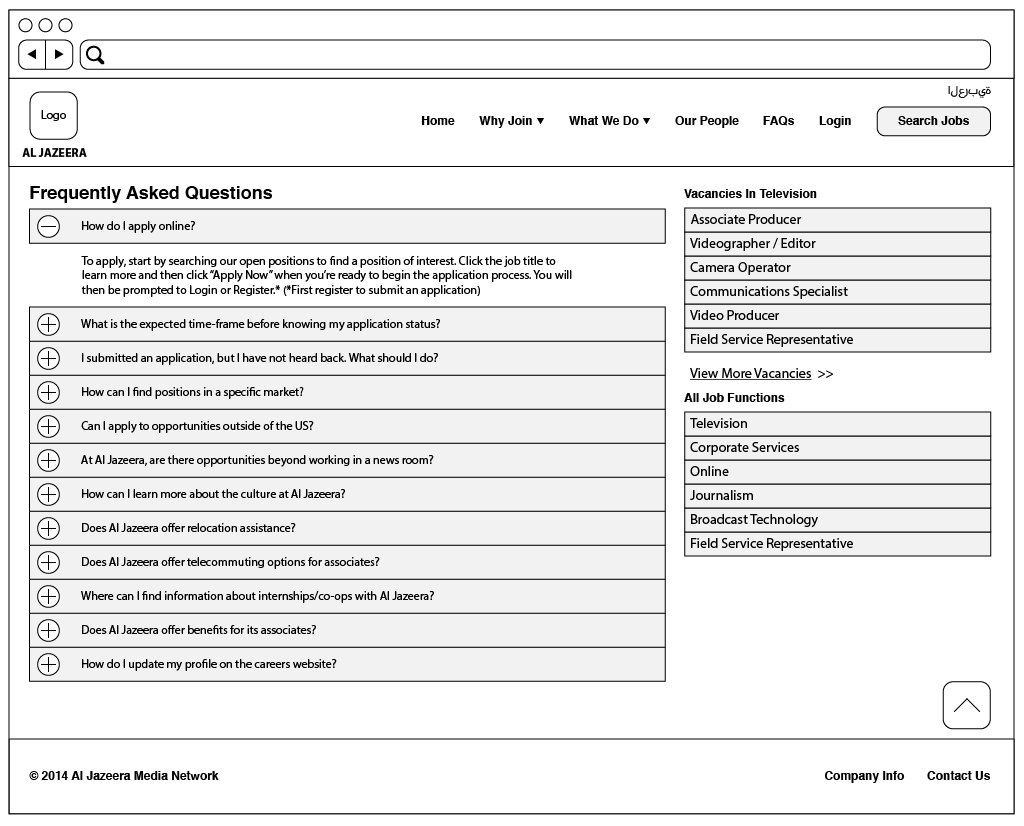 العربية
Logo
AL JAZEERA
Home
Why Join
What We Do
Our People
FAQs
Login
Search Jobs
Frequently Asked Questions
How do I apply online?
To apply, start by searching our open positions to find a position of interest. Click the job title to
learn more and then click “Apply Now” when you’re ready to begin the application process. You will
then be prompted to Login or Register.* (*First register to submit an application)
What is the expected time-frame before knowing my application status?
I submitted an application, but I have not heard back. What should I do?
How can I find positions in a specific market?
Can I apply to opportunities outside of the US?
At Al Jazeera, are there opportunities beyond working in a news room?
How can I learn more about the culture at Al Jazeera?
Does Al Jazeera offer relocation assistance?
Does Al Jazeera offer telecommuting options for associates?
Where can I find information about internships/co-ops with Al Jazeera?
Does Al Jazeera offer benefits for its associates?
How do I update my profile on the careers website?
Vacancies In Television
Associate Producer
Videographer / Editor
Camera Operator
Communications Specialist
Video Producer
Field Service Representative
View More Vacancies >>
All Job Functions
Television
Corporate Services
Online
Journalism
Broadcast Technology
Field Service Representative
© 2014 Al Jazeera Media Network
Company Info
Contact Us